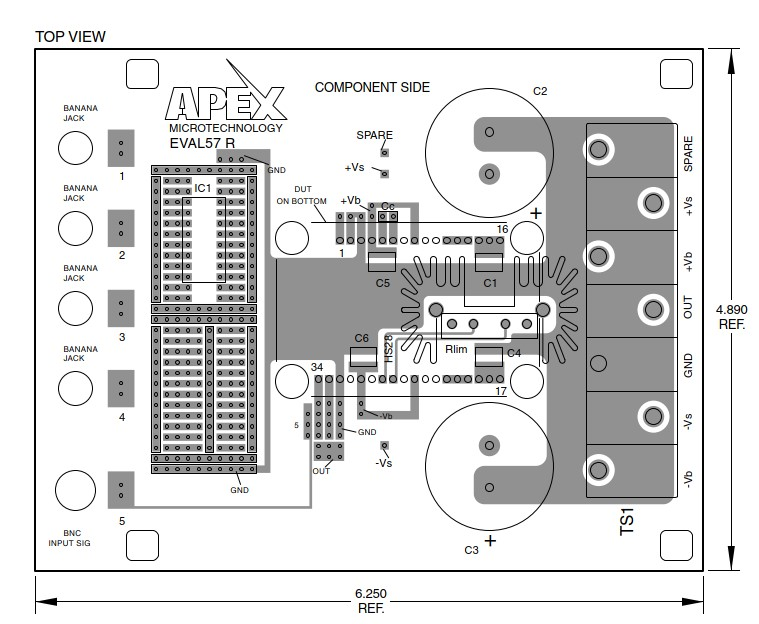 TOP VIEW
COMPONENT SIDE
C2
APEX
MICROTECHNOLOGY
EVAL57 R
BANANA
JACK
1
GND
IC1
SPARE
+Vs
DUT
ON BOTTOM
+Vb
Cc
16
+
1
C5
C1
BANANA
JACK
2
BANANA
JACK
3
BANANA
JACK
4
C6
HS28
Rlim
C4
34
17
5
-Vb
GND
OUT
-Vs
GND
5
BNC
INPUT SIG
C3
+
SPARE
+Vs
+Vb
OUT
GND
-Vs
-Vb
TS1
4.890
REF.
6.250
REF.